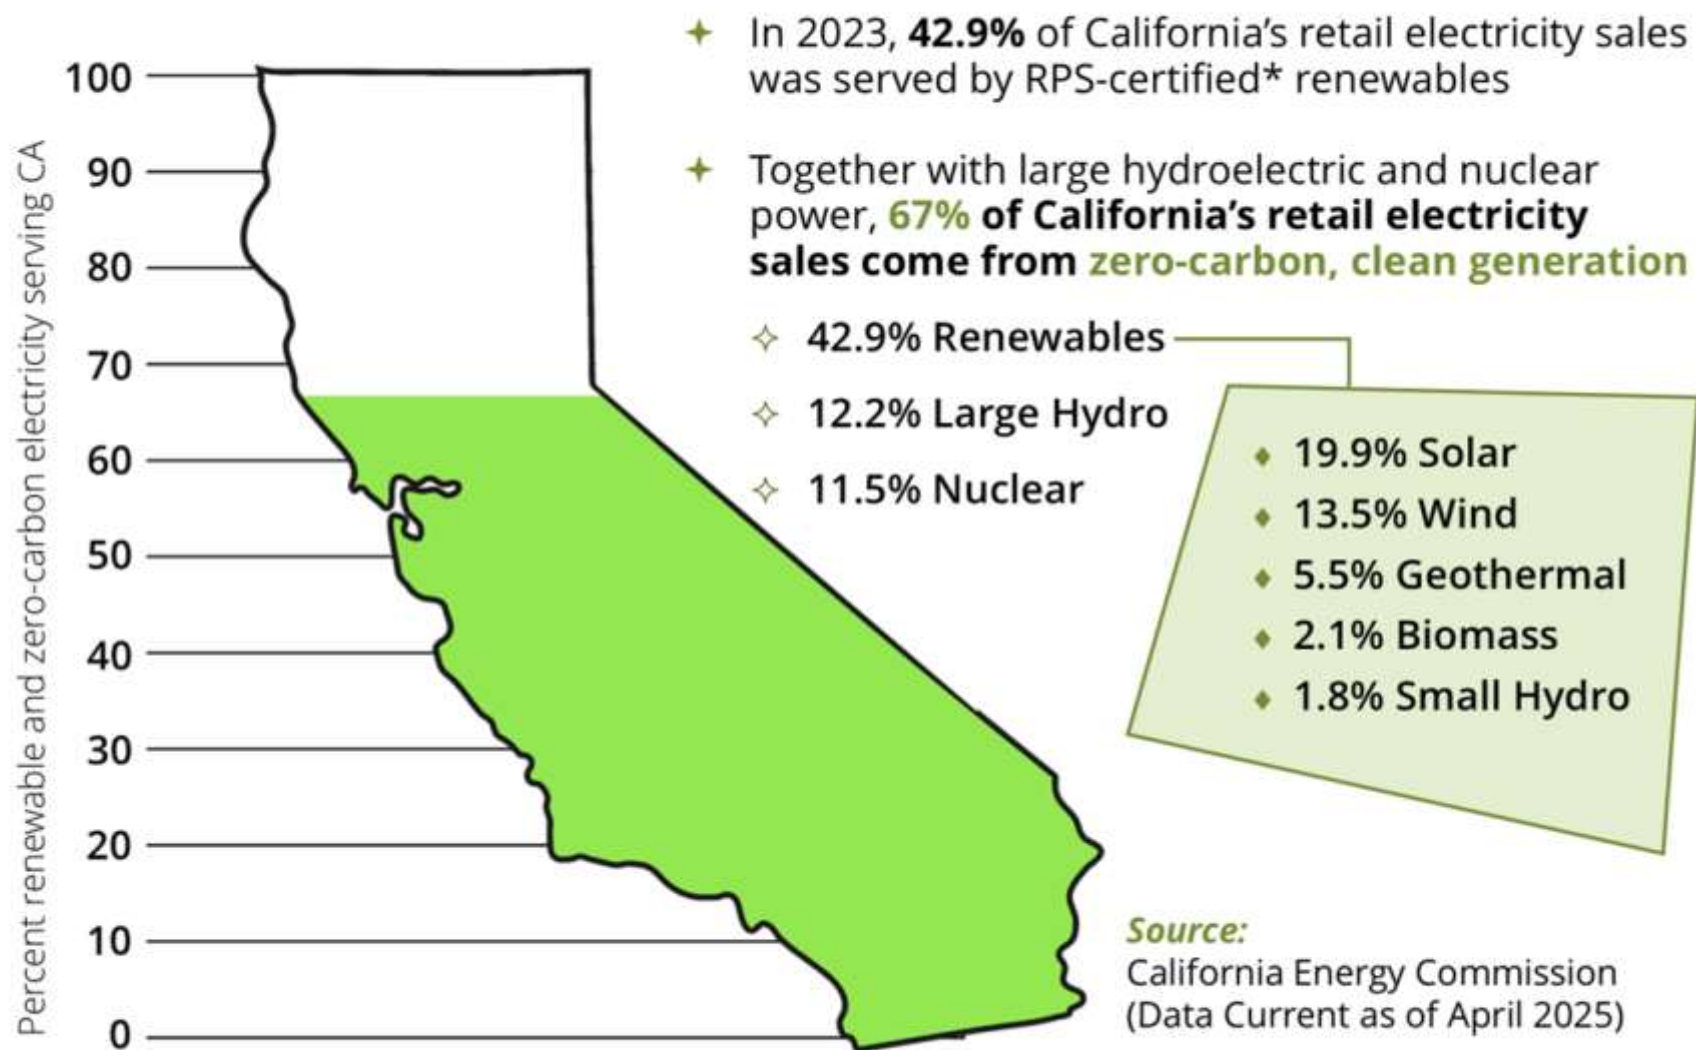 In 2023, 42.9% of California's retail electricity sales
was served by RPS-certified* renewables
Together with large hydroelectric and nuclear
power, 67% of California's retail electricity
sales come from zero-carbon, clean generation
42.9% Renewables
12.2% Large Hydro
11.5% Nuclear
19.9% Solar
13.5% Wind
5.5% Geothermal
2.1% Biomass
1.8% Small Hydro
Percent renewable and zero-carbon electricity serving CA
100
90
80
70
60
50
40
30
20
10
0
Source:
California Energy Commission
(Data Current as of April 2025)